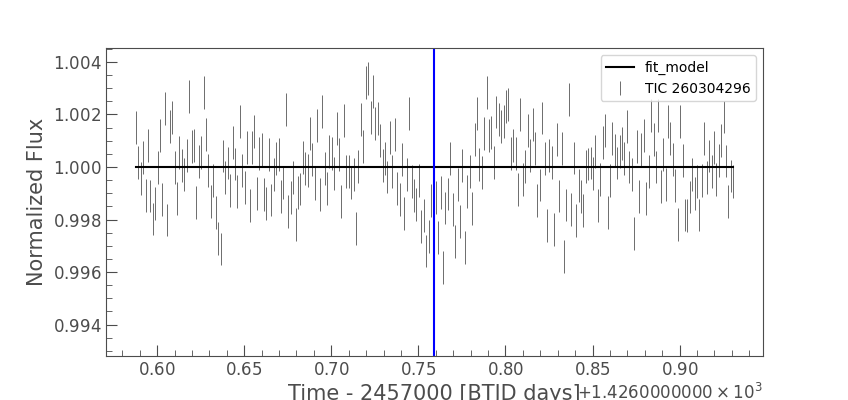 1.004
1.002
1.000
0.998
0.996
0.994
Normalized Flux
fit_model
TIC 260304296
0.60 0.65 0.70 0.75 0.80 0.85 0.90
Time - 2457000 [BTJD days]
+1.4260000000 × 10³